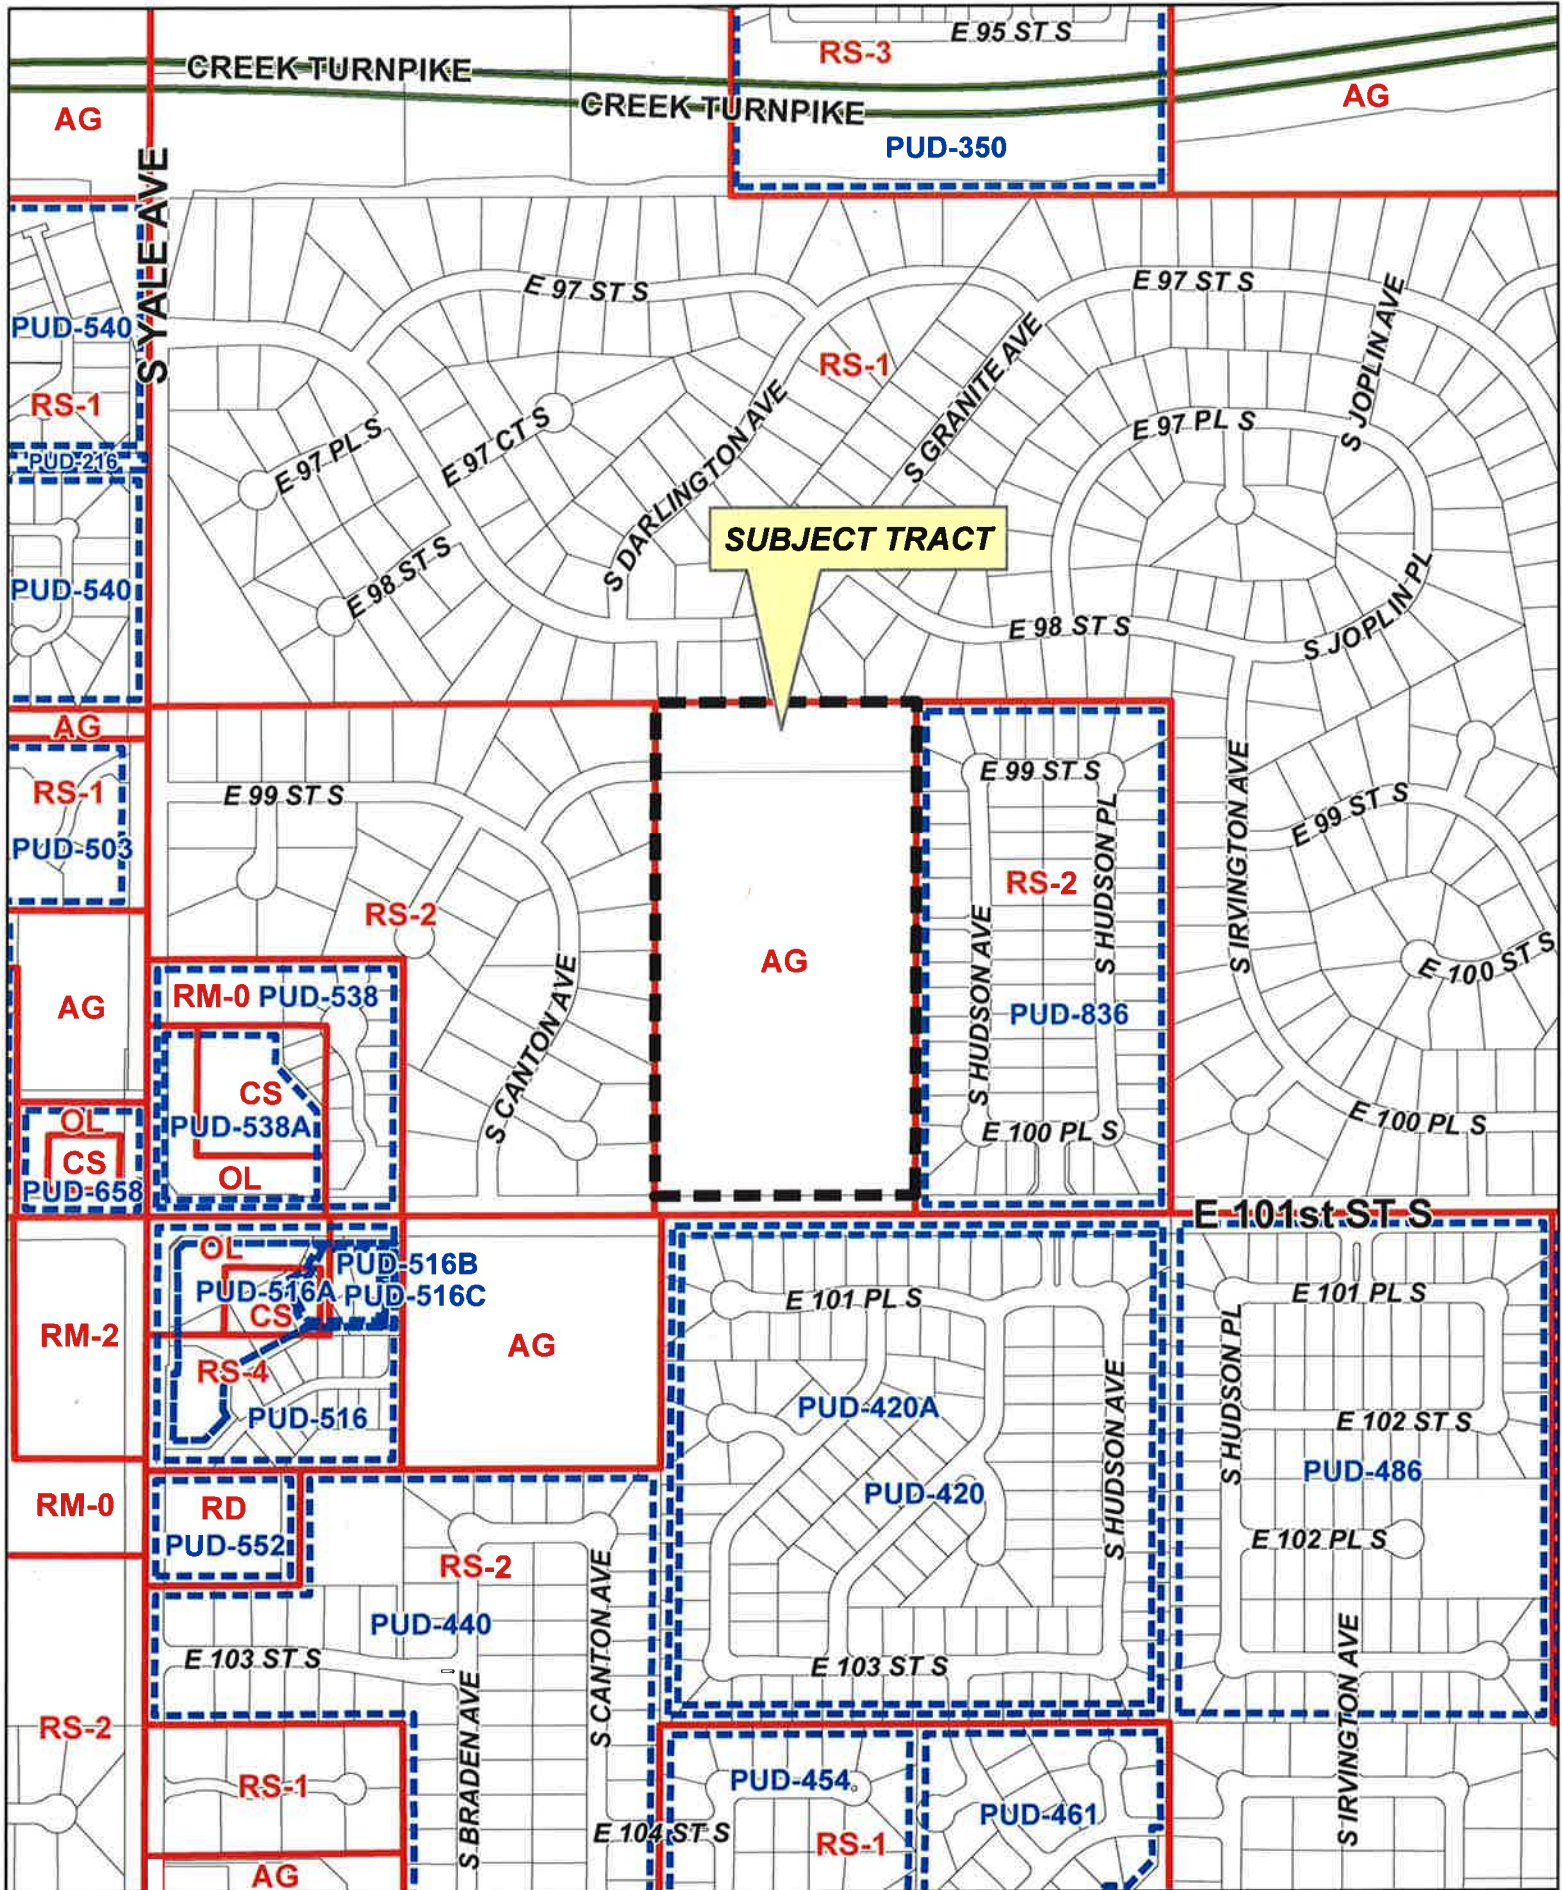 E 95 ST S
RS-3
CREEK TURNPIKE
CREEK TURNPIKE
AG
AG
PUD-350
S YALE AVE
E 97 ST S
E 97 ST S
S JOPLIN AVE
PUD-540
RS-1
S GRANITE AVE
RS-1
S DARLINGTON AVE
E 97 PL S
E 97 PL S
E 97 CT S
PUD-216
SUBJECT TRACT
E 98 ST S
PUD-540
E 98 ST S
S JOPLIN PL
AG
E 99 ST S
RS-1
E 99 ST S
E 99 ST S
PUD-503
S IRVINGTON AVE
S HUDSON PL
RS-2
RS-2
AG
S HUDSON AVE
E 100 ST S
RM-0 PUD-538
AG
PUD-836
S CANTON AVE
CS
OL
PUD-538A
E 100 PL S
E 100 PL S
CS
OL
PUD-658
E 101st ST S
OL
PUD-516B
PUD-516A
PUD-516C
CS
E 101 PL S
E 101 PL S
RM-2
AG
RS-4
S HUDSON PL
PUD-420A
PUD-516
E 102 ST S
S HUDSON AVE
PUD-486
PUD-420
RM-0
RD
PUD-552
E 102 PL S
RS-2
S CANTON AVE
PUD-440
E 103 ST S
E 103 ST S
S IRVINGTON AVE
RS-2
S BRADEN AVE
RS-1
PUD-454
PUD-461
E 104 ST S
RS-1
AG